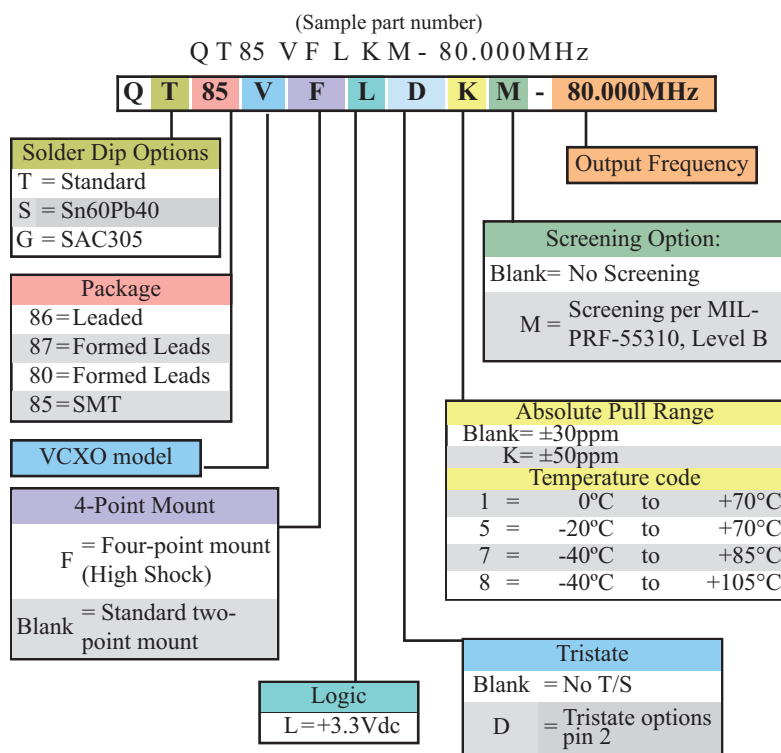 (Sample part number)
Q T 85 V F L K M - 80.000MHz
Q T 85 V F L D K M - 80.000MHz
Solder Dip Options
T = Standard
S = Sn60Pb40
G = SAC305
Output Frequency
Screening Option:
Blank= No Screening
M = Screening per MIL-
PRF-55310, Level B
Package
86=Leaded
87=Formed Leads
80=Formed Leads
85=SMT
Absolute Pull Range
Blank= ±30ppm
K= ±50ppm
Temperature code
1 = 0ºC to +70°C
5 = -20ºC to +70°C
7 = -40ºC to +85°C
8 = -40ºC to +105°C
VCXO model
4-Point Mount
F = Four-point mount
(High Shock)
Blank = Standard two-
point mount
Logic
L=+3.3Vdc
Tristate
Blank = No T/S
D = Tristate options
pin 2